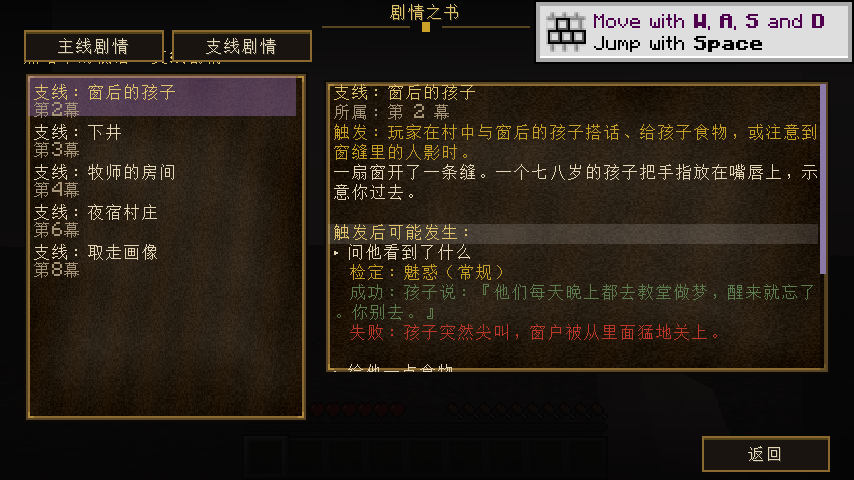 剧情之书
Move with W, A, S and D
Jump with Space
主线剧情
支线剧情
支线：窗后的孩子
第2幕
支线：下井
第3幕
支线：牧师的房间
第4幕
支线：夜宿村庄
第6幕
支线：取走画像
第8幕
支线：窗后的孩子
所属：第 2 幕
触发：玩家在村中与窗后的孩子搭话、给孩子食物，或注意到
窗缝里的人影时。
一扇窗开了一条缝。一个七八岁的孩子把手指放在嘴唇上，示
意你过去。
触发后可能发生：
▸ 问他看到了什么
检定：魅惑（常规）
成功：孩子说：『他们每天晚上都去教堂做梦，醒来就忘了
。你别去。』
失败：孩子突然尖叫，窗户被从里面猛地关上。
▸ 给他一点食物
返回